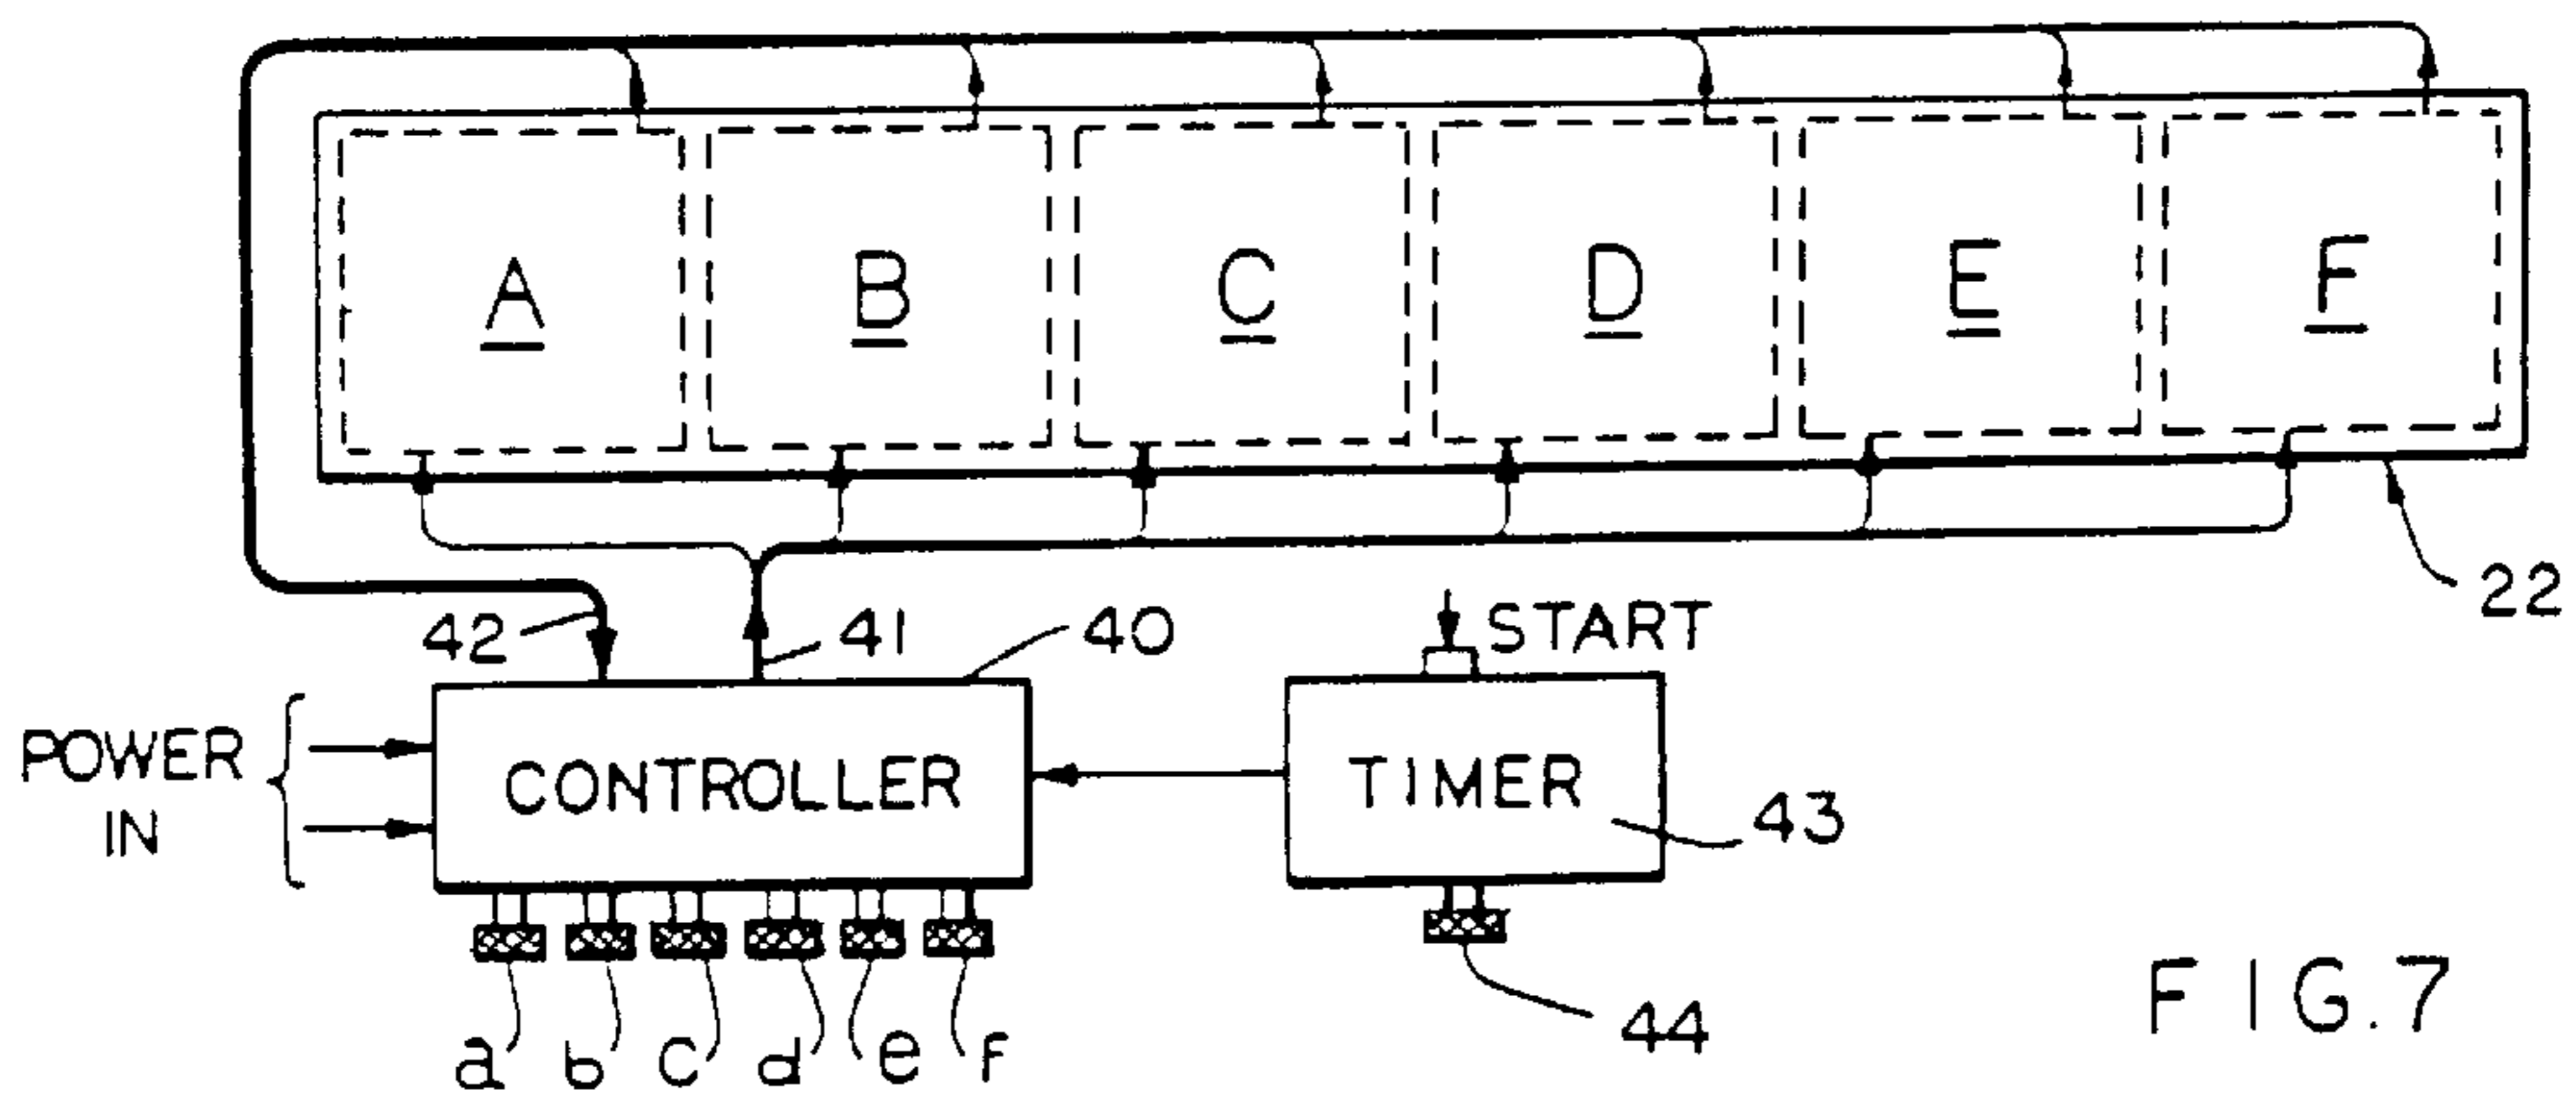 A B C D E F
22
42 41 40 START
POWER
IN
CONTROLLER TIMER
43
a b c d e f
44
FIG. 7